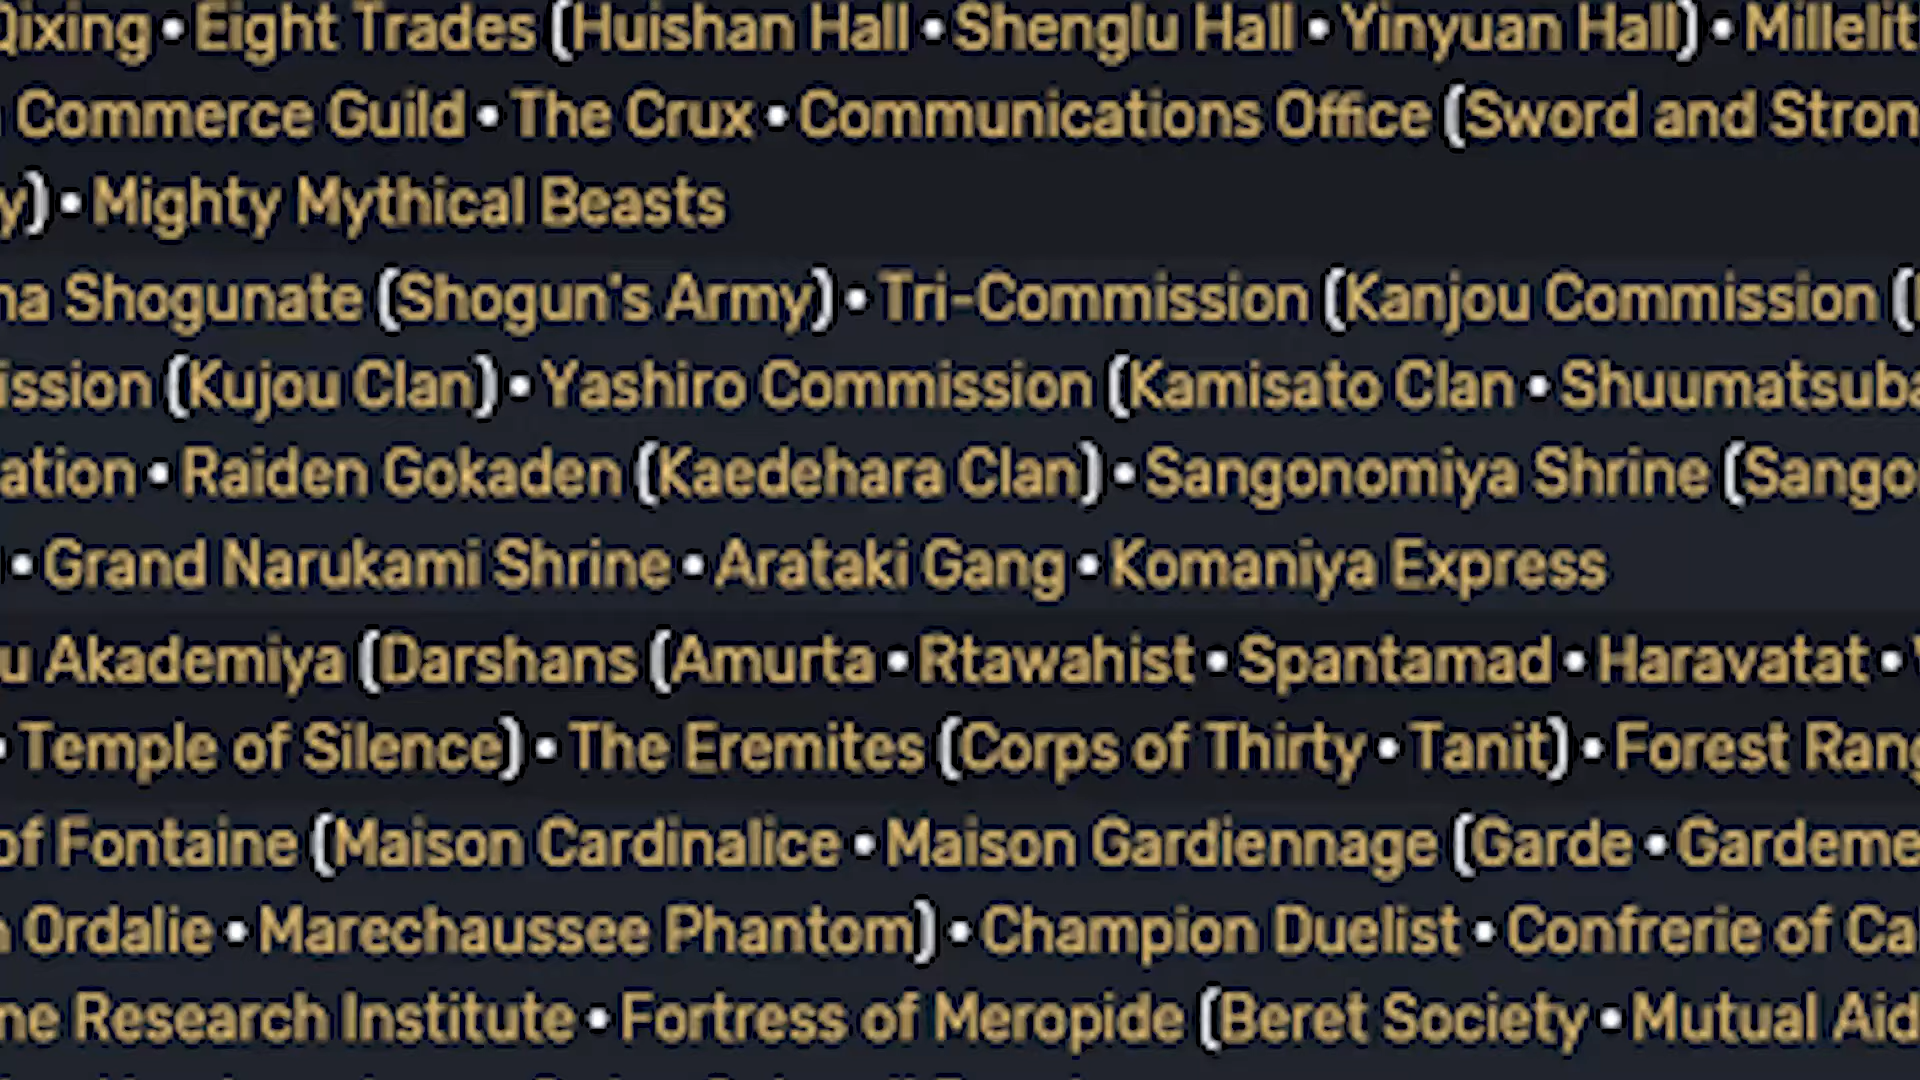 Qixing • Eight Trades (Huishan Hall • Shenglu Hall • Yinyuan Hall) • Millelit
Commerce Guild • The Crux • Communications Office (Sword and Stron
y) • Mighty Mythical Beasts
na Shogunate (Shogun's Army) • Tri-Commission (Kanjou Commission (
ission (Kujou Clan) • Yashiro Commission (Kamisato Clan • Shuumatsuba
ation • Raiden Gokaden (Kaedehara Clan) • Sangonomiya Shrine (Sango
• Grand Narukami Shrine • Arataki Gang • Komaniya Express
u Akademiya (Darshans (Amurta • Rtawahist • Spantamad • Haravatat •
• Temple of Silence) • The Eremites (Corps of Thirty • Tanit) • Forest Rang
of Fontaine (Maison Cardinalice • Maison Gardiennage (Garde • Gardeme
n Ordalie • Marechaussee Phantom) • Champion Duelist • Confrerie of Ca
ne Research Institute • Fortress of Meropide (Beret Society • Mutual Aid